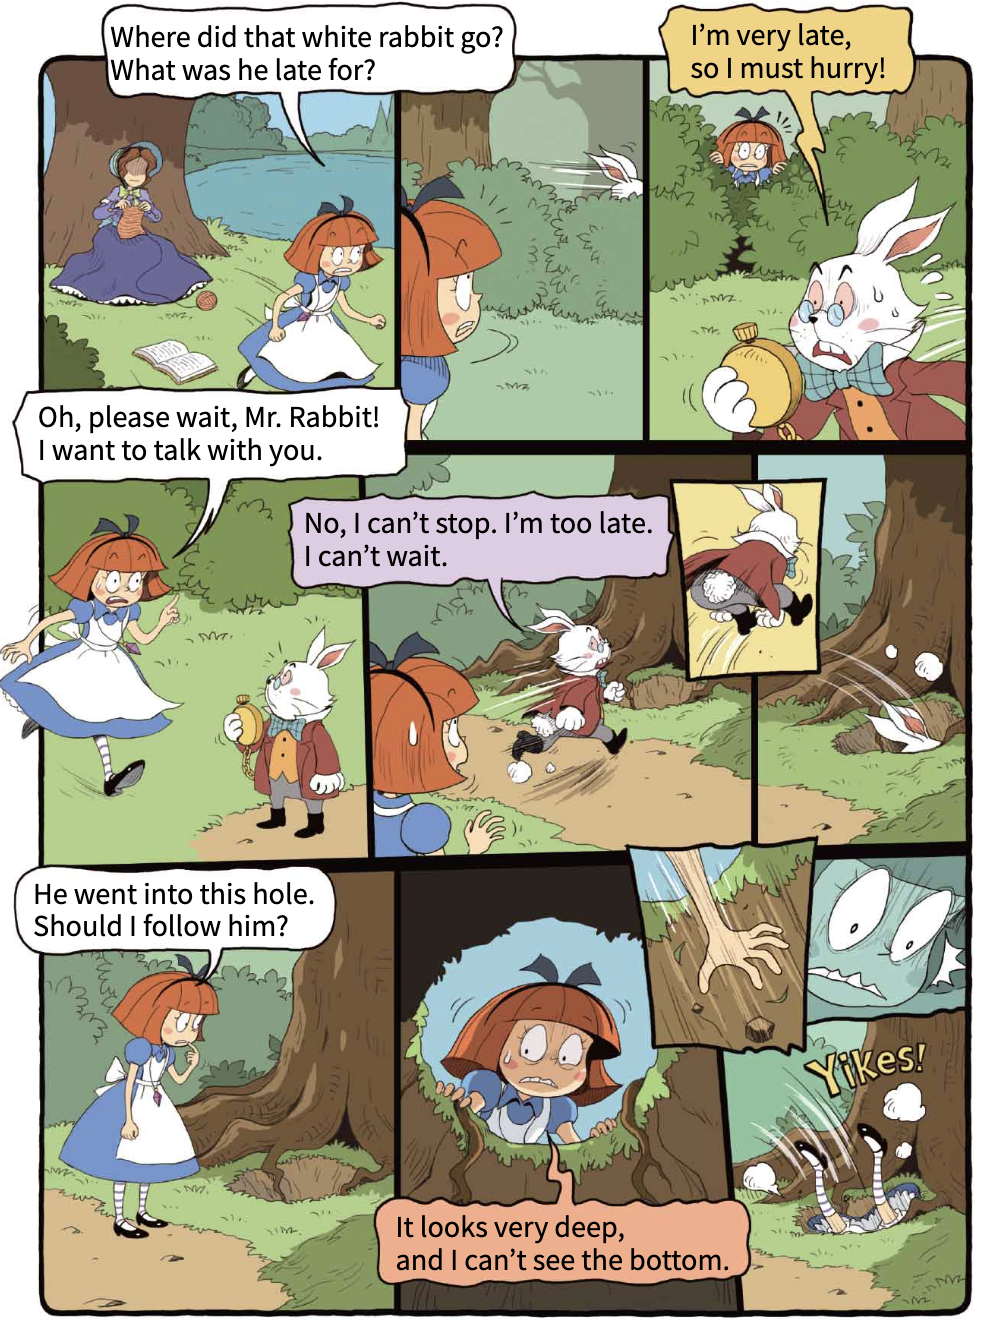 Where did that white rabbit go?
What was he late for?
I'm very late,
so I must hurry!
Oh, please wait, Mr. Rabbit!
I want to talk with you.
No, I can't stop. I'm too late.
I can't wait.
He went into this hole.
Should I follow him?
It looks very deep,
and I can't see the bottom.
Yikes!